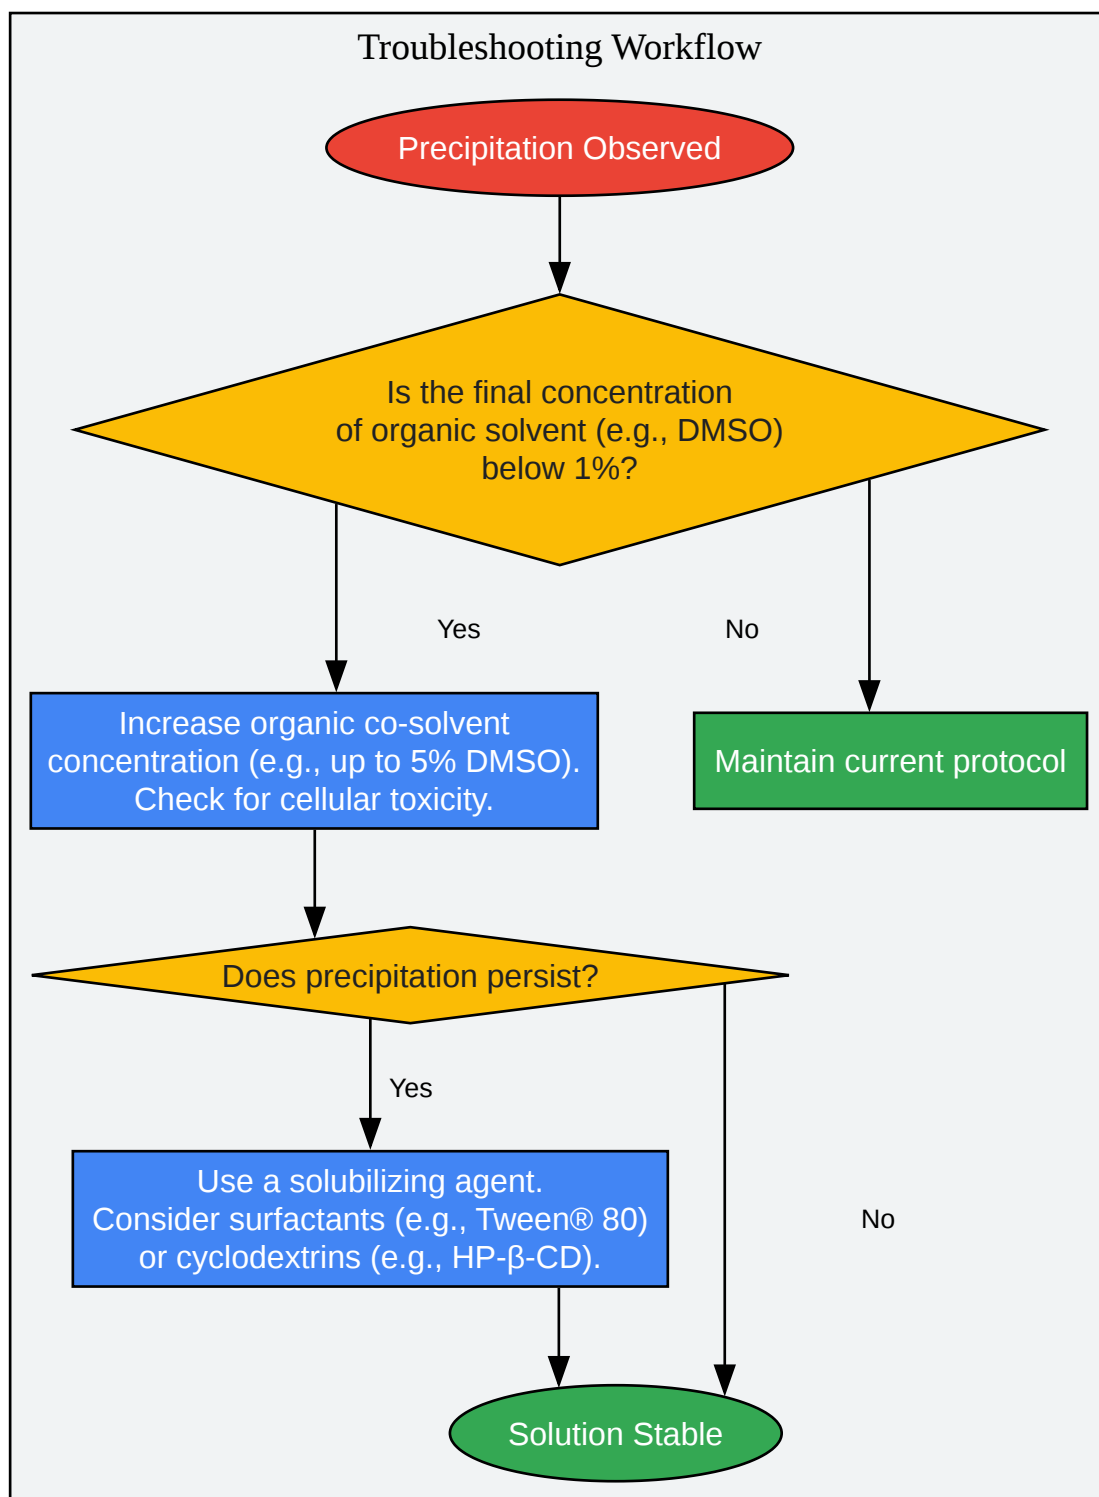 Troubleshooting Workflow
Precipitation Observed
Is the final concentration
of organic solvent (e.g., DMSO)
below 1%?
Yes
No
Increase organic co-solvent
concentration (e.g., up to 5% DMSO).
Check for cellular toxicity.
Maintain current protocol
Does precipitation persist?
Yes
Use a solubilizing agent.
Consider surfactants (e.g., Tween® 80)
or cyclodextrins (e.g., HP-β-CD).
No
Solution Stable